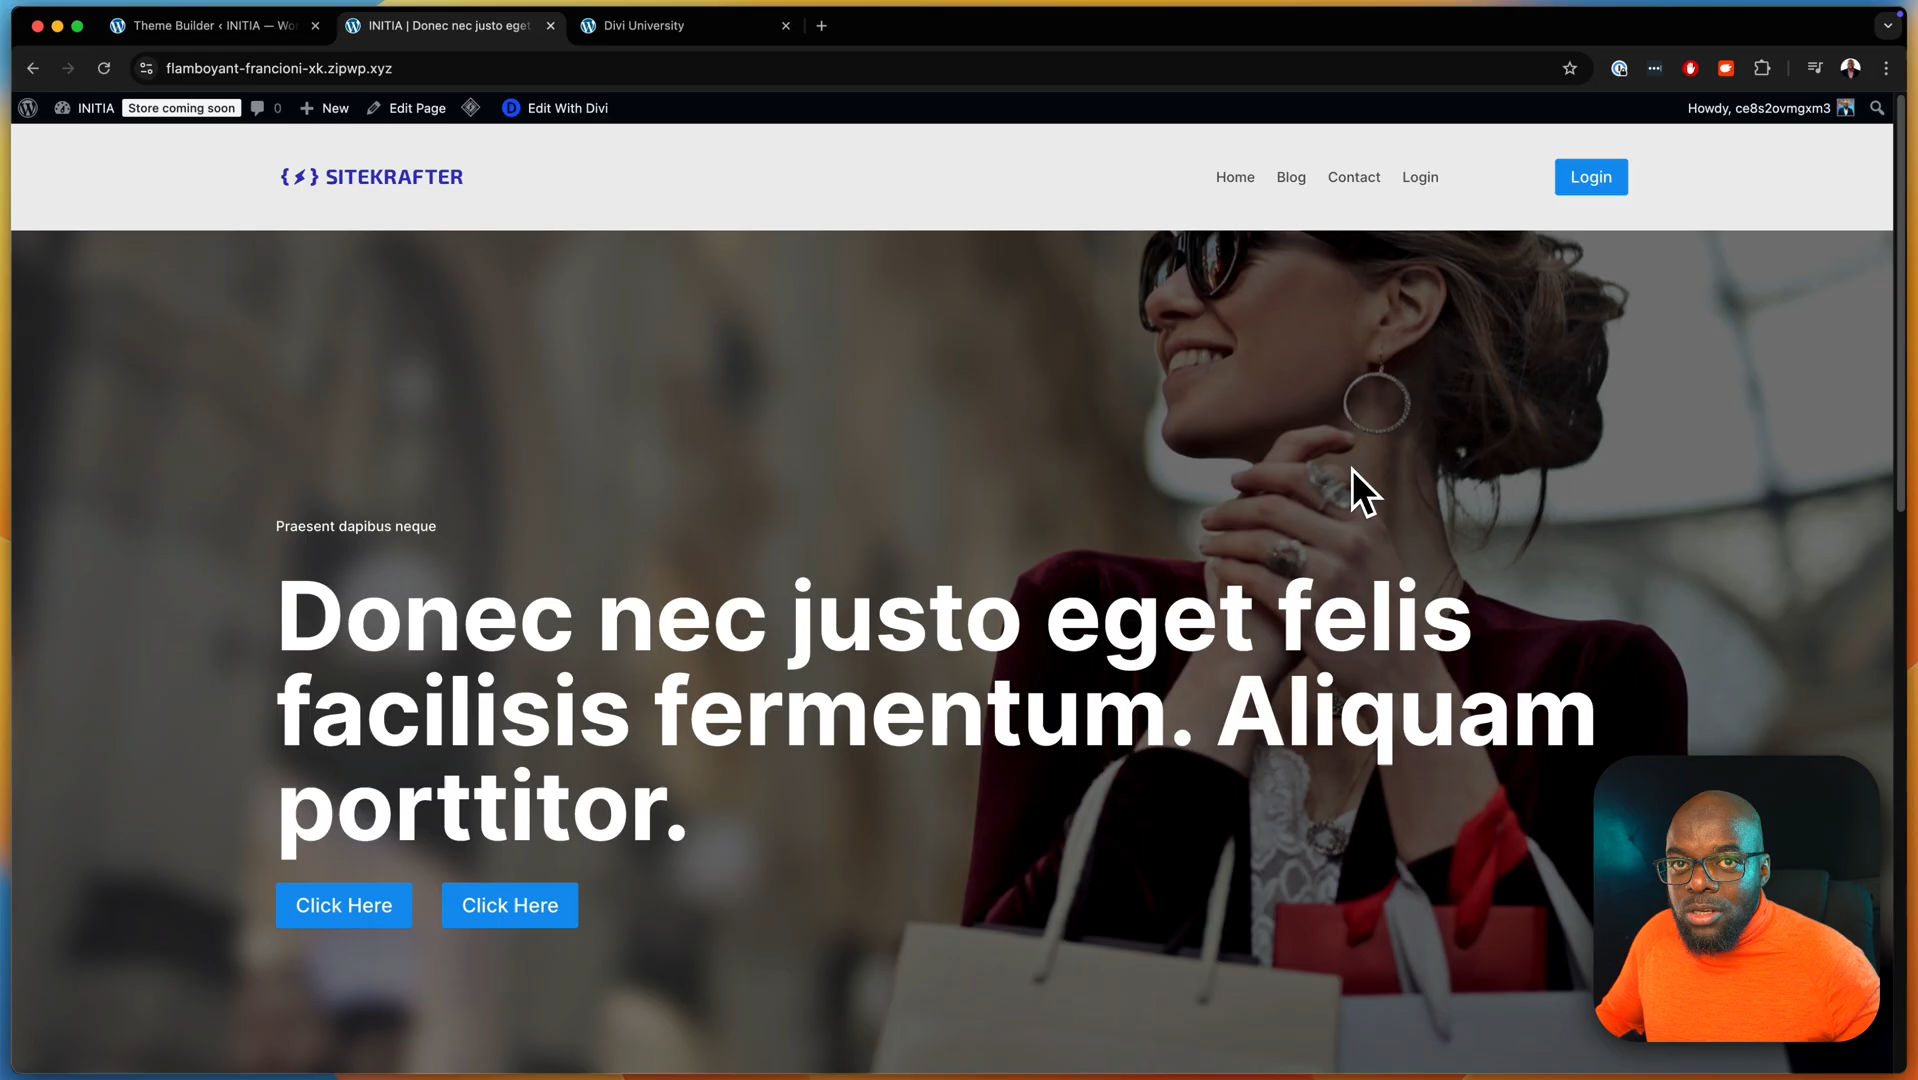 Theme Builder ‹ INITIA — Wor
INITIA | Donec nec justo eget
Divi University
flamboyant-francioni-xk.zipwp.xyz
INITIA
Store coming soon
0
New
Edit Page
D Edit With Divi
Howdy, ce8s2ovmgxm3
{⚡} SITEKRAFTER
Home
Blog
Contact
Login
Login
Praesent dapibus neque
Donec nec justo eget felis
facilisis fermentum. Aliquam
porttitor.
Click Here
Click Here